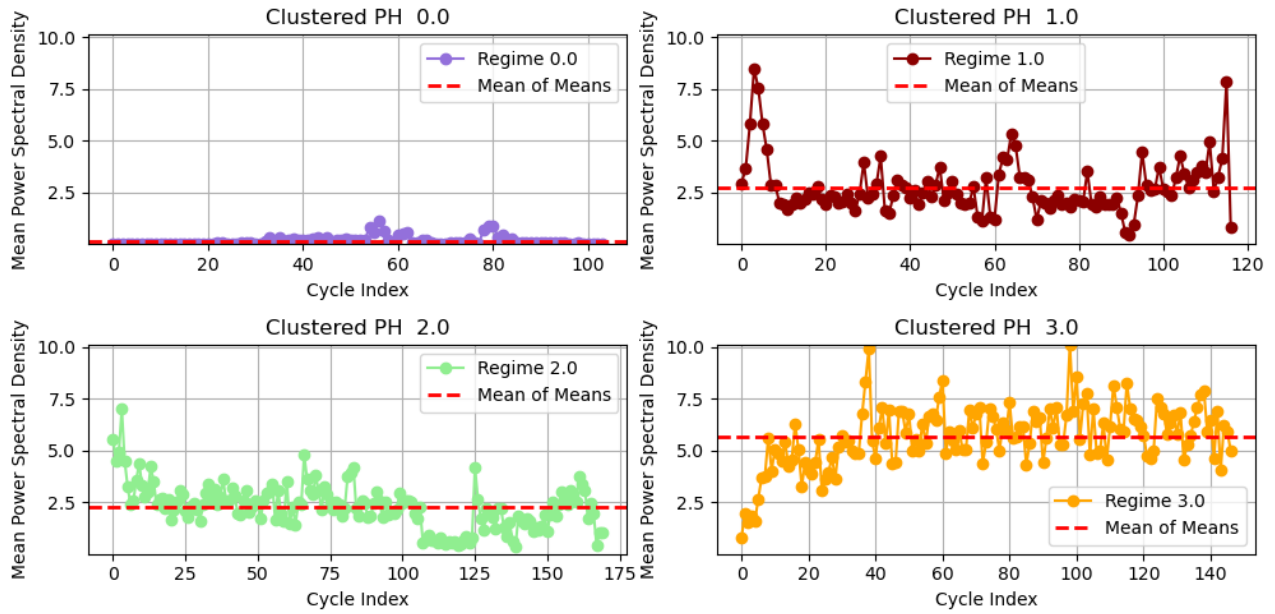 Clustered PH  0.0
Mean Power Spectral Density
10.0
7.5
5.0
2.5
Regime 0.0
Mean of Means
0 20 40 60 80 100
Cycle Index
Clustered PH  1.0
Mean Power Spectral Density
10.0
7.5
5.0
2.5
Regime 1.0
Mean of Means
0 20 40 60 80 100 120
Cycle Index
Clustered PH  2.0
Mean Power Spectral Density
10.0
7.5
5.0
2.5
Regime 2.0
Mean of Means
0 25 50 75 100 125 150 175
Cycle Index
Clustered PH  3.0
Mean Power Spectral Density
10.0
7.5
5.0
2.5
Regime 3.0
Mean of Means
0 20 40 60 80 100 120 140
Cycle Index